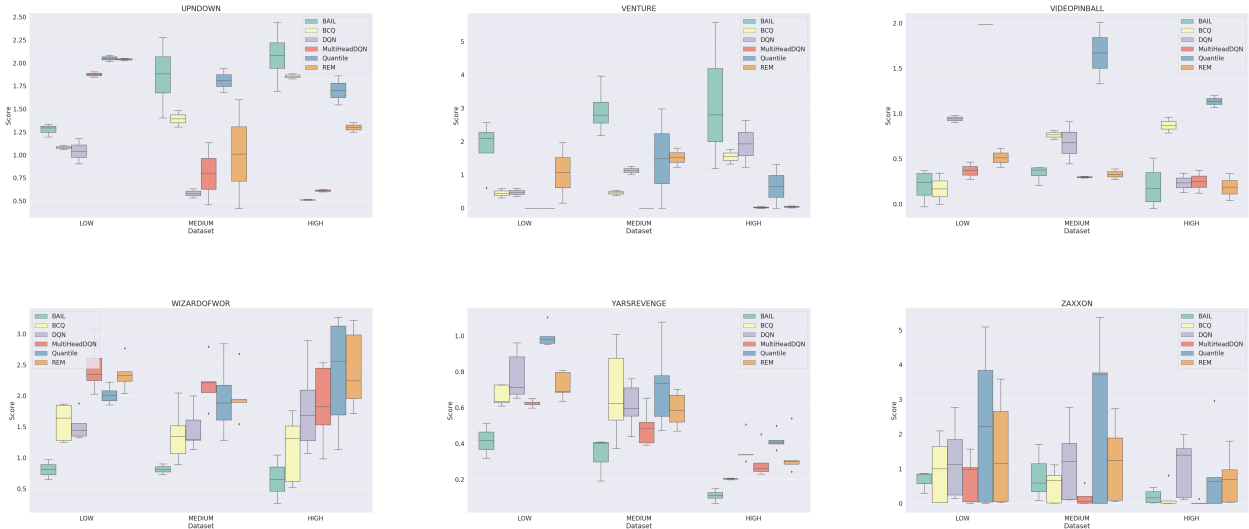 UPNDOWN
2.50
2.25
2.00
1.75
1.50
1.25
1.00
0.75
0.50
Score
BAIL
BCQ
DQN
MultiHeadDQN
Quantile
REM
LOW
MEDIUM
HIGH
Dataset
VENTURE
5
4
3
2
1
0
Score
BAIL
BCQ
DQN
MultiHeadDQN
Quantile
REM
LOW
MEDIUM
HIGH
Dataset
VIDEOPINBALL
2.0
1.5
1.0
0.5
0.0
Score
BAIL
BCQ
DQN
MultiHeadDQN
Quantile
REM
LOW
MEDIUM
HIGH
Dataset
WIZARDOFWOR
3.0
2.5
2.0
1.5
1.0
0.5
Score
BAIL
BCQ
DQN
MultiHeadDQN
Quantile
REM
LOW
MEDIUM
HIGH
Dataset
YARSREVENGE
1.0
0.8
0.6
0.4
0.2
Score
BAIL
BCQ
DQN
MultiHeadDQN
Quantile
REM
LOW
MEDIUM
HIGH
Dataset
ZAXXON
5
4
3
2
1
0
Score
BAIL
BCQ
DQN
MultiHeadDQN
Quantile
REM
LOW
MEDIUM
HIGH
Dataset